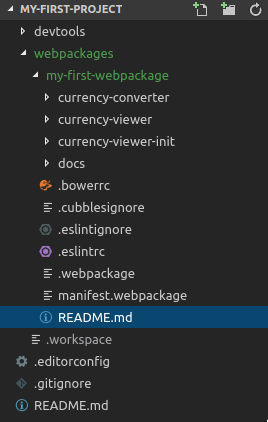 MY-FIRST-PROJECT
devtools
webpackages
my-first-webpackage
currency-converter
currency-viewer
currency-viewer-init
docs
.bowerrc
.cubblesignore
.eslintignore
.eslintrc
.webpackage
manifest.webpackage
README.md
.workspace
.editorconfig
.gitignore
README.md